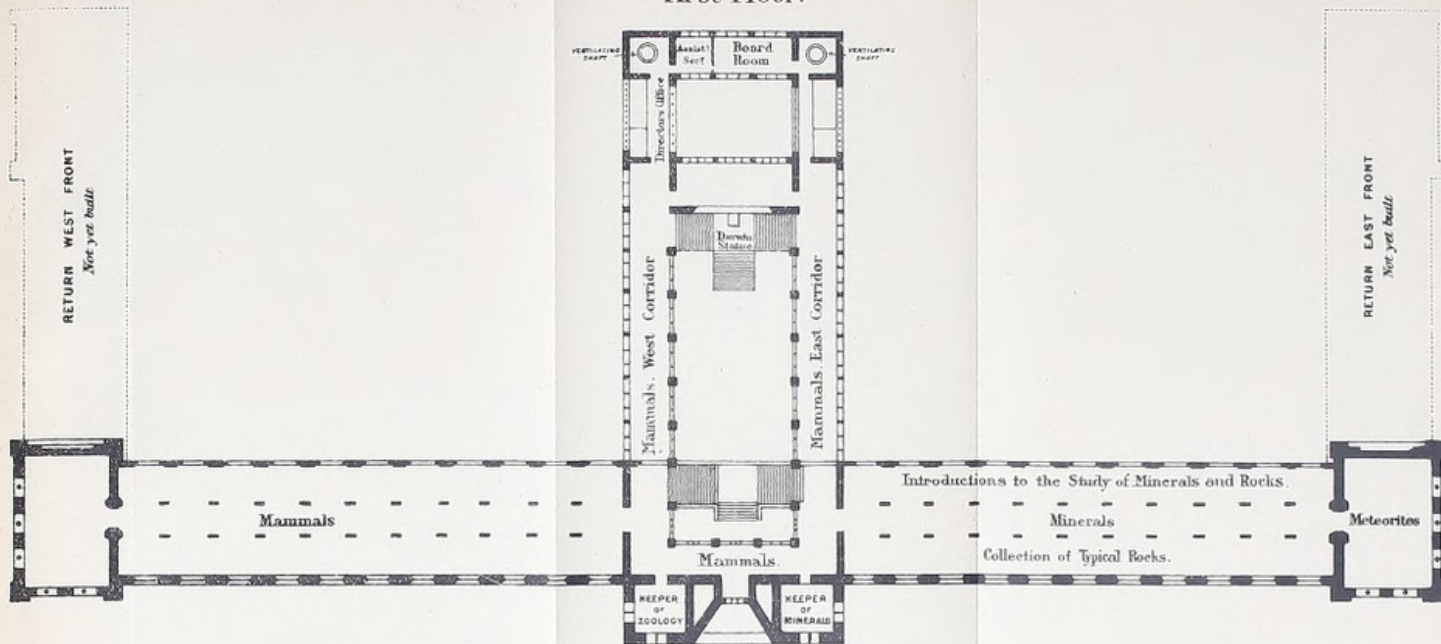 First Floor.
VENTILATING
SHAFT
Assist!
Sec!
Board
Room
VENTILATING
SHAFT
Directors Office
RETURN WEST FRONT
Not yet built
RETURN EAST FRONT
Not yet built
Darwin
Statue
Mammals. West Corridor
Mammals. East Corridor
Introductions to the Study of Minerals and Rocks.
Mammals
Minerals
Meteorites
Collection of Typical Rocks.
Mammals.
KEEPER
OF
ZOOLOGY
KEEPER
OF
MINERALS